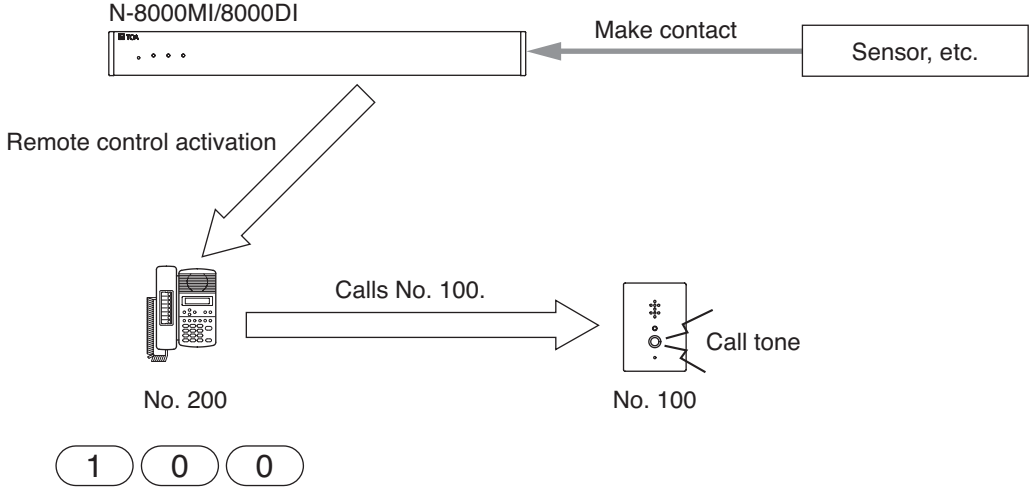 N-8000MI/8000DI
TOA
Make contact
Sensor, etc.
Remote control activation
Calls No. 100.
Call tone
No. 200
No. 100
1 0 0